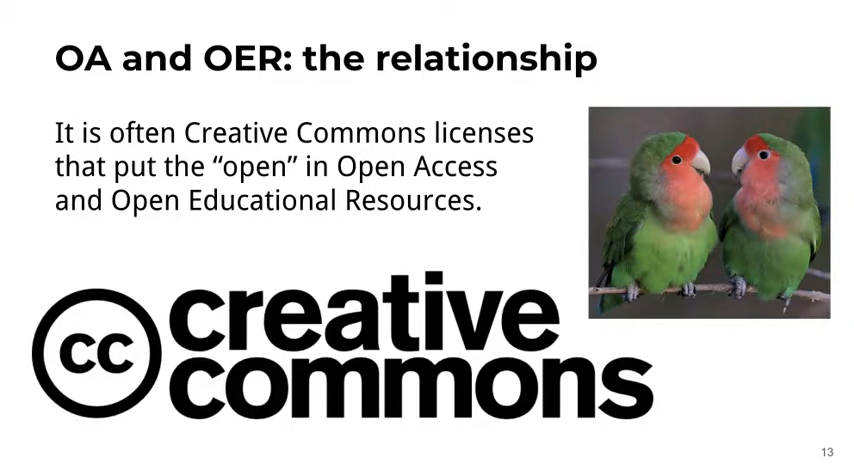 OA and OER: the relationship
It is often Creative Commons licenses
that put the “open” in Open Access
and Open Educational Resources.
cc
creative
commons
13